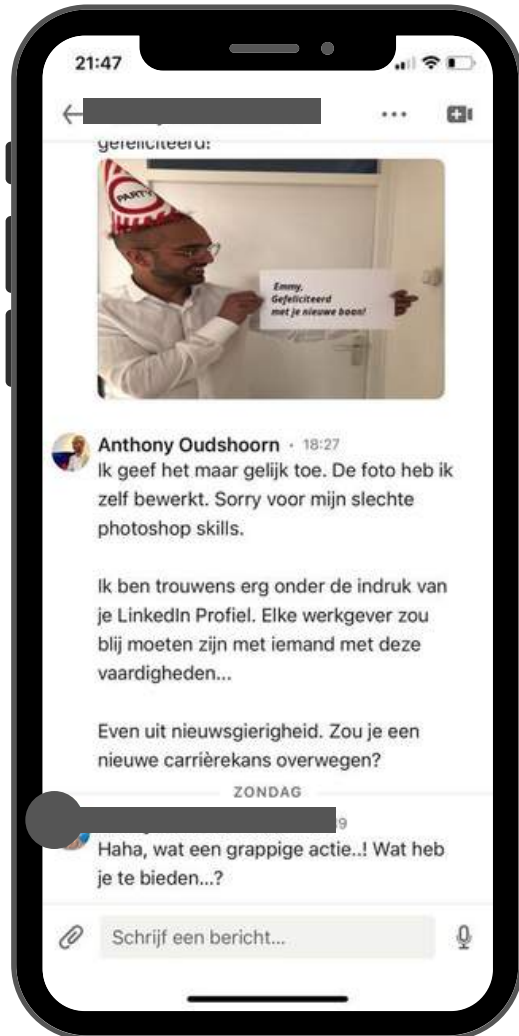 21:47
gefeliciteerd!
PARTY
Emmy,
Gefeliciteerd
met je nieuwe baan!
Anthony Oudshoorn · 18:27
Ik geef het maar gelijk toe. De foto heb ik
zelf bewerkt. Sorry voor mijn slechte
photoshop skills.
Ik ben trouwens erg onder de indruk van
je LinkedIn Profiel. Elke werkgever zou
blij moeten zijn met iemand met deze
vaardigheden...
Even uit nieuwsgierigheid. Zou je een
nieuwe carrièrekans overwegen?
ZONDAG
Haha, wat een grappige actie..! Wat heb
je te bieden...?
Schrijf een bericht...